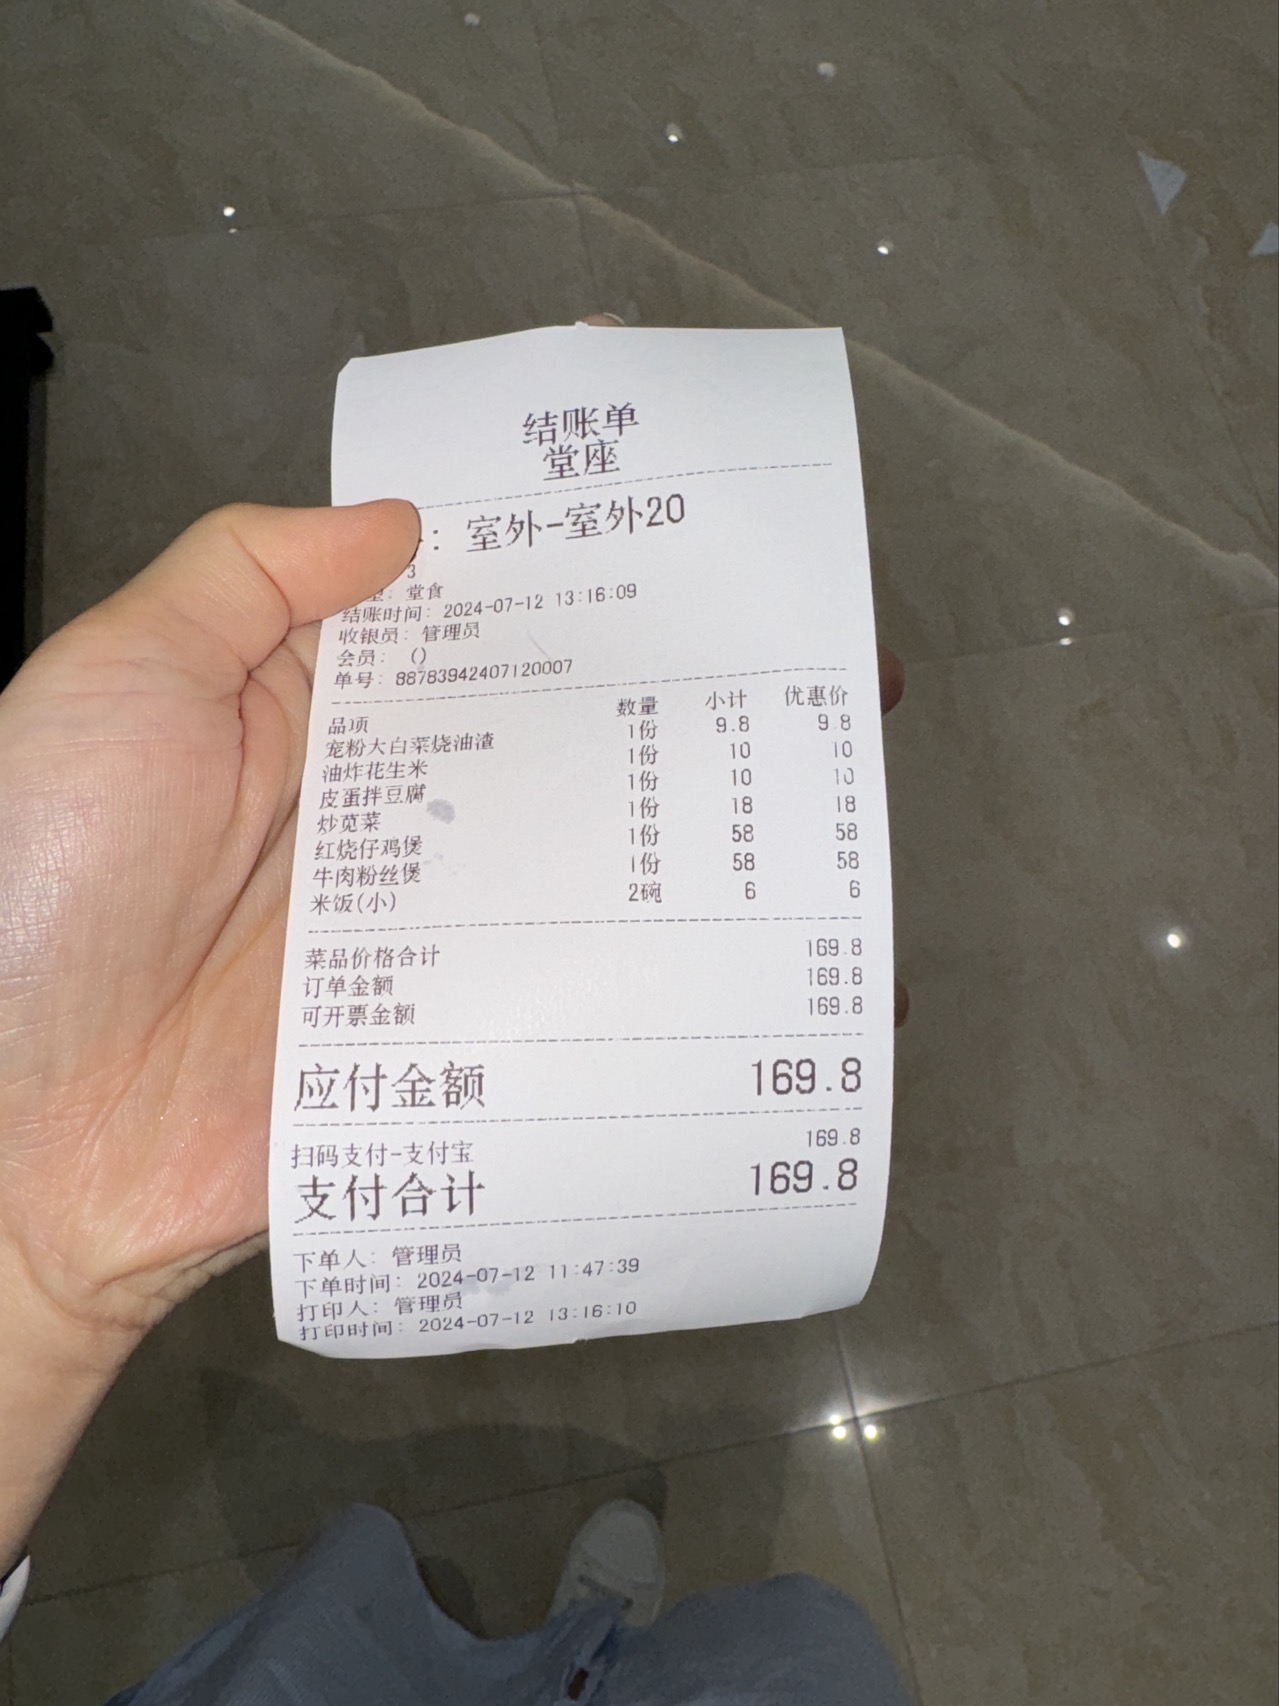 结账单
堂座
: 室外-室外20
3
堂食
结账时间: 2024-07-12 13:16:09
收银员: 管理员
会员: ()
单号: 88783942407120007
品项 数量 小计 优惠价
宠粉大白菜烧油渣 1份 9.8 9.8
油炸花生米 1份 10 10
皮蛋拌豆腐 1份 10 10
炒苋菜 1份 18 18
红烧仔鸡煲 1份 58 58
牛肉粉丝煲 1份 58 58
米饭(小) 2碗 6 6
菜品价格合计 169.8
订单金额 169.8
可开票金额 169.8
应付金额 169.8
扫码支付-支付宝 169.8
支付合计 169.8
下单人: 管理员
下单时间: 2024-07-12 11:47:39
打印人: 管理员
打印时间: 2024-07-12 13:16:10